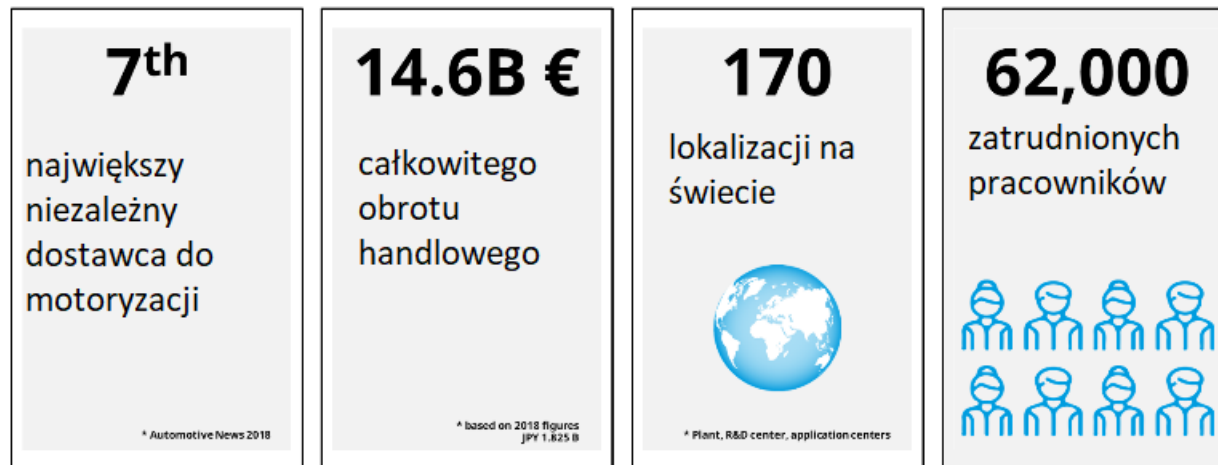 7th
największy
niezależny
dostawca do
motoryzacji
* Automotive News 2018
14.6B €
całkowitego
obrotu
handlowego
* based on 2018 figures
JPY 1.825 B
170
lokalizacji na
świecie
* Plant, R&D center, application centers
62,000
zatrudnionych
pracowników